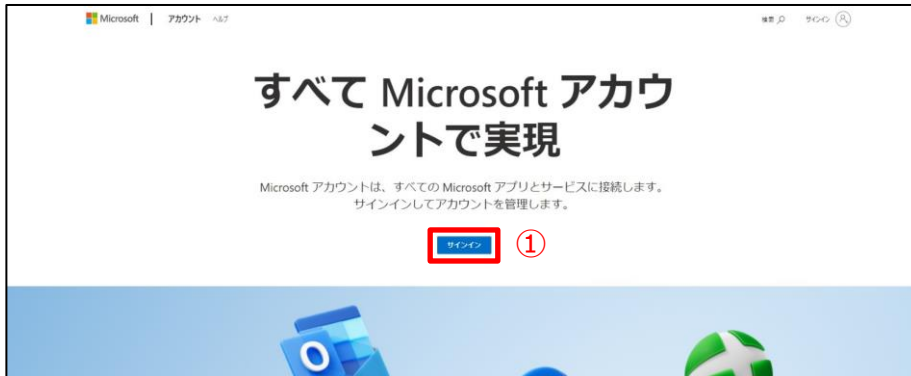 Microsoft | アカウント ヘルプ 検索 サインイン
すべて Microsoft アカウ
ントで実現
Microsoft アカウントは、すべての Microsoft アプリとサービスに接続します。
サインインしてアカウントを管理します。
サインイン ①
O